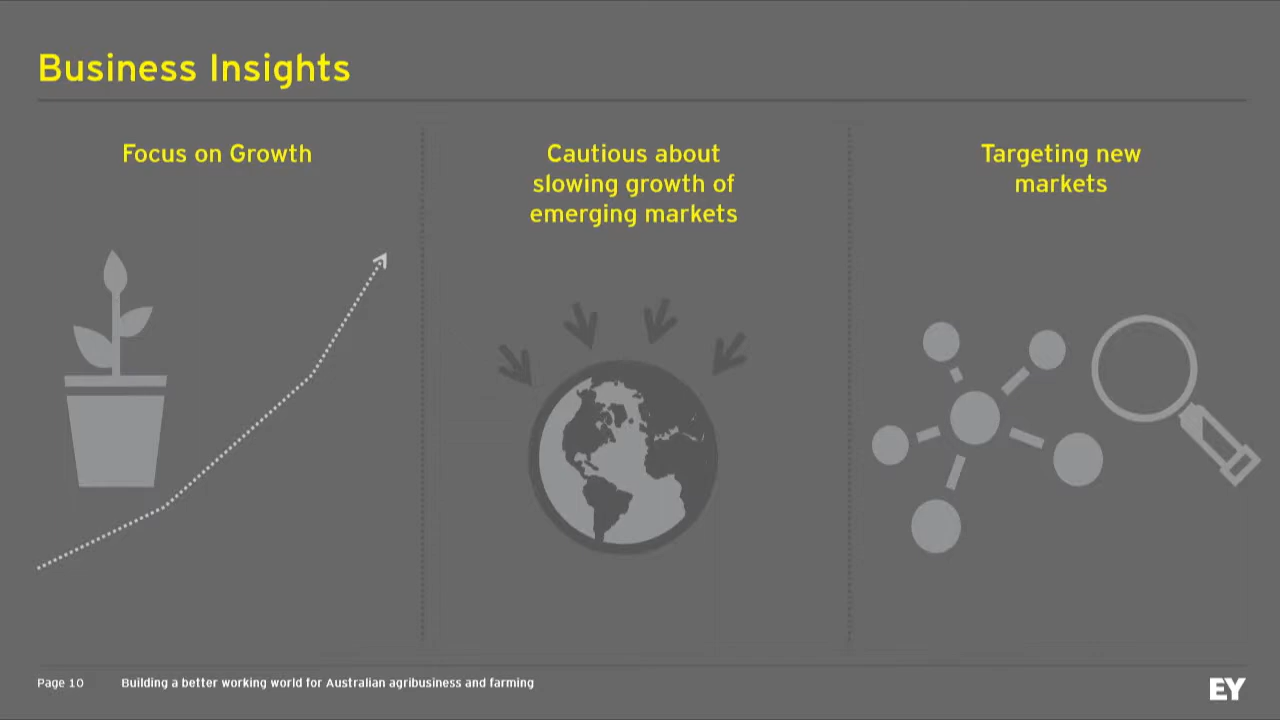 Business Insights
Focus on Growth
Cautious about
slowing growth of
emerging markets
Targeting new
markets
Page 10
Building a better working world for Australian agribusiness and farming
EY